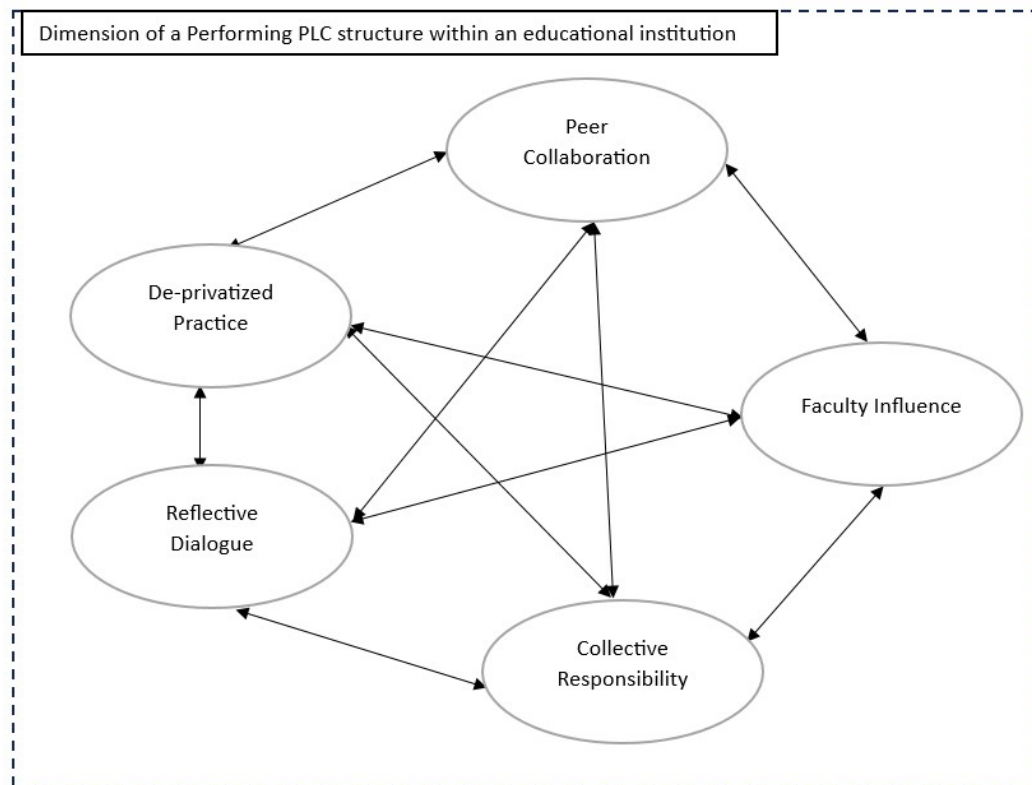 Dimension of a Performing PLC structure within an educational institution
Peer
Collaboration
De-privatized
Practice
Faculty Influence
Reflective
Dialogue
Collective
Responsibility